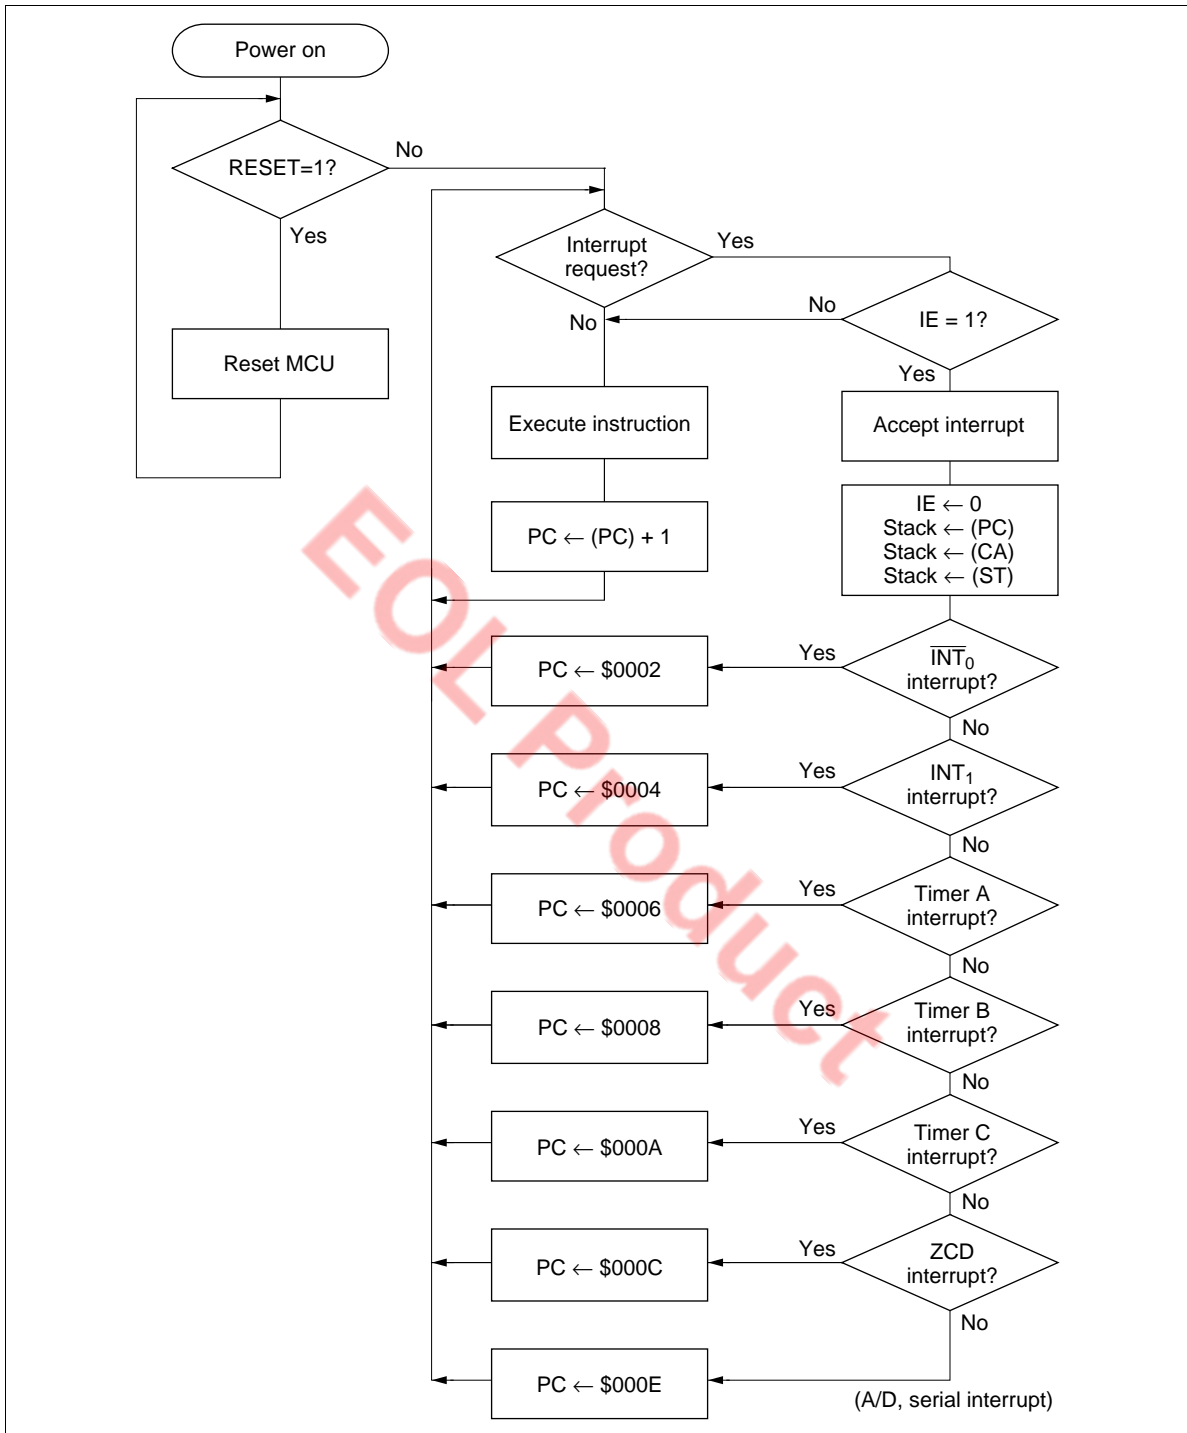 Power on
RESET=1?
No
Yes
Reset MCU
Interrupt
request?
Yes
No
IE = 1?
No
Yes
Execute instruction
Accept interrupt
PC ← (PC) + 1
IE ← 0
Stack ← (PC)
Stack ← (CA)
Stack ← (ST)
PC ← $0002
Yes
I̅N̅T̅₀
interrupt?
No
PC ← $0004
Yes
INT₁
interrupt?
No
PC ← $0006
Yes
Timer A
interrupt?
No
PC ← $0008
Yes
Timer B
interrupt?
No
PC ← $000A
Yes
Timer C
interrupt?
No
PC ← $000C
Yes
ZCD
interrupt?
No
PC ← $000E
(A/D, serial interrupt)
EOL Product